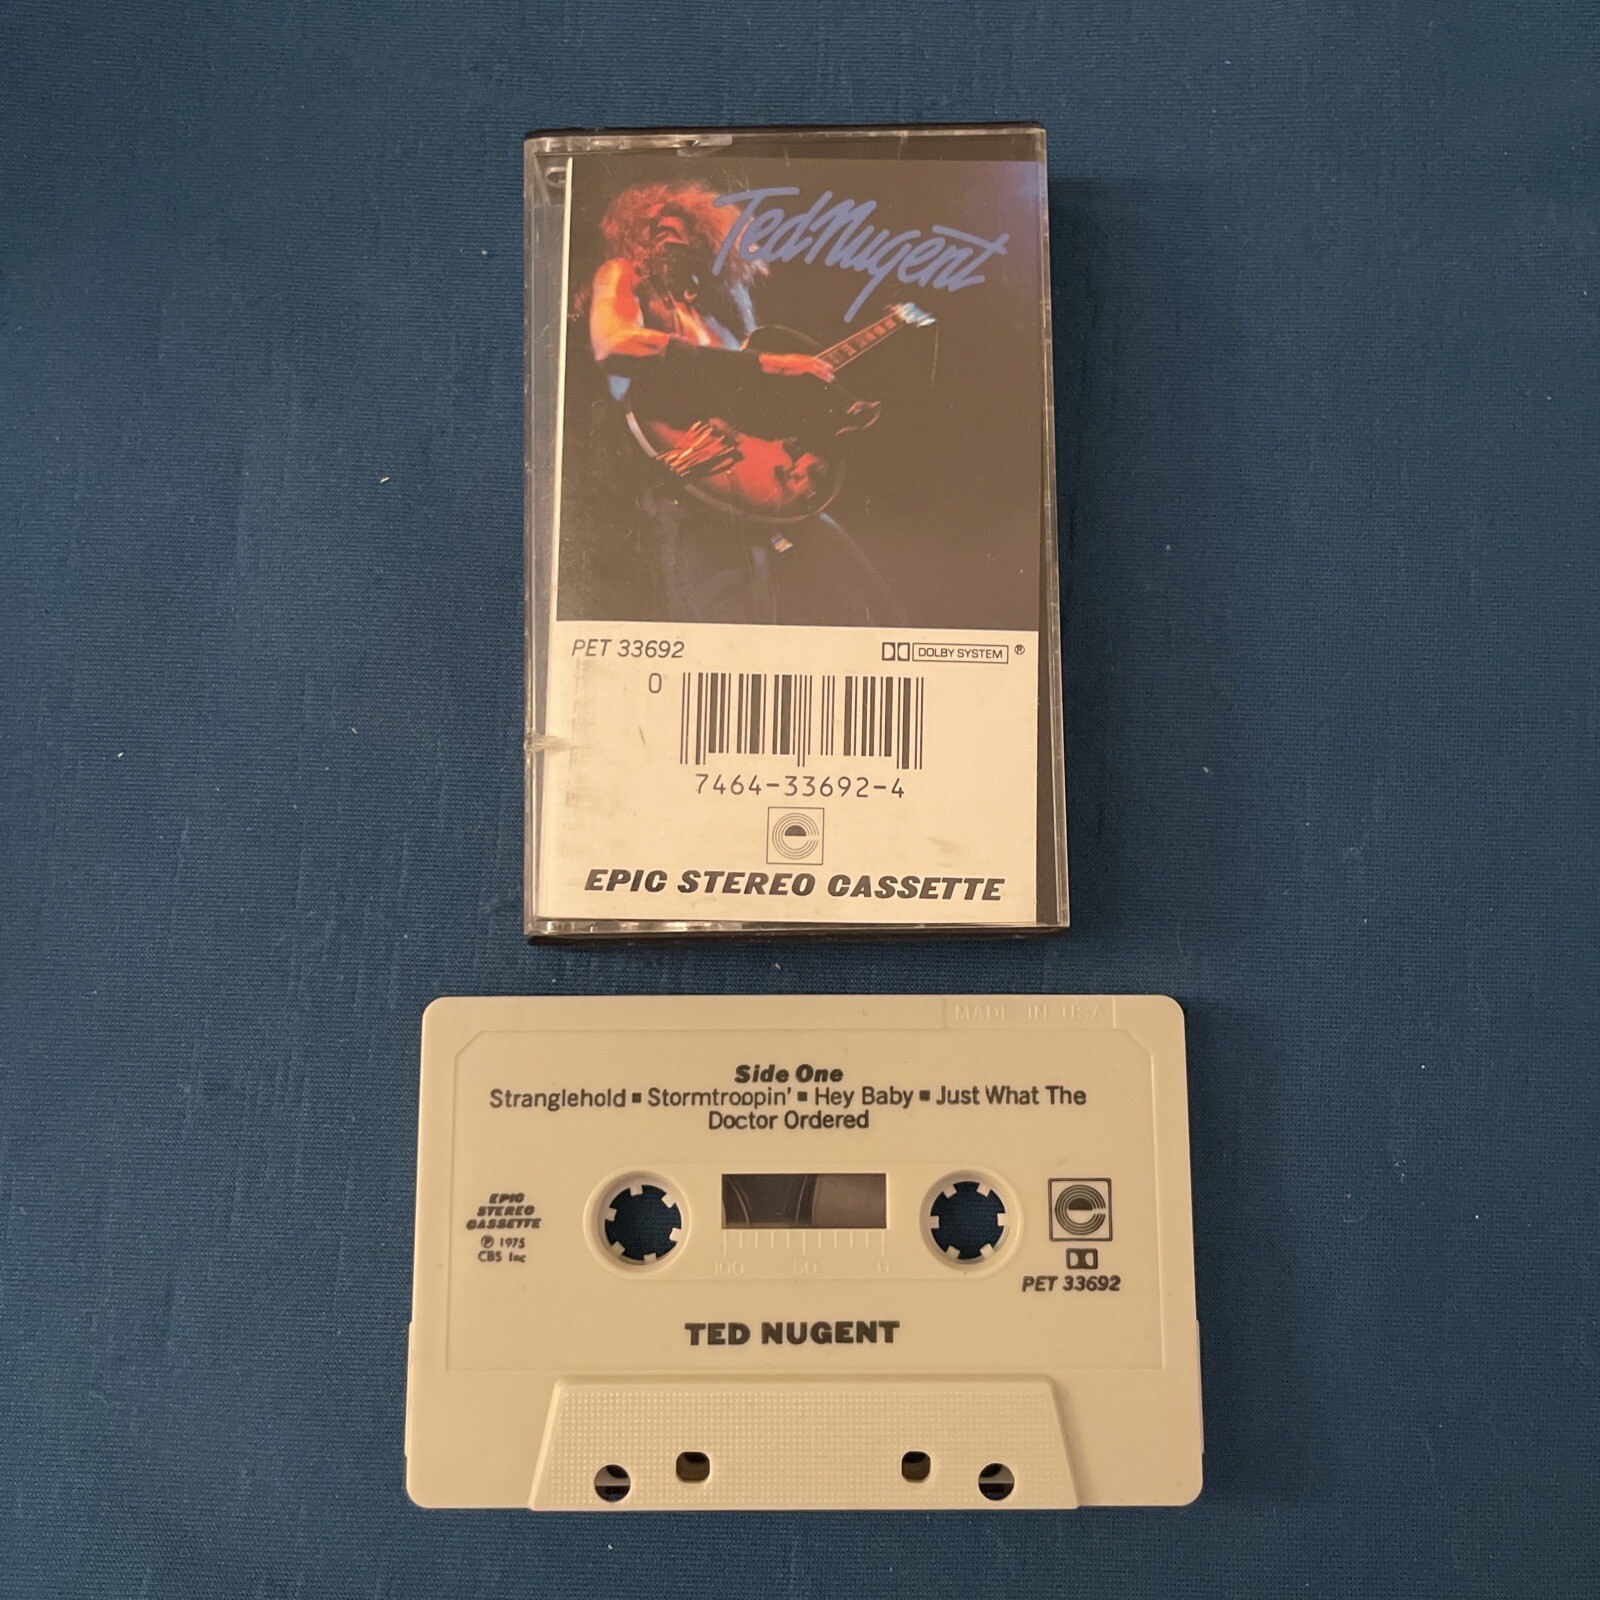 Ted Nugent
PET 33692
DOLBY SYSTEM ®
0
7464-33692-4
EPIC STEREO CASSETTE
MADE IN USA
Side One
Stranglehold ■ Stormtroopin' ■ Hey Baby ■ Just What The
Doctor Ordered
EPIC
STEREO
CASSETTE
℗ 1975
CBS Inc
100 50 0
PET 33692
TED NUGENT